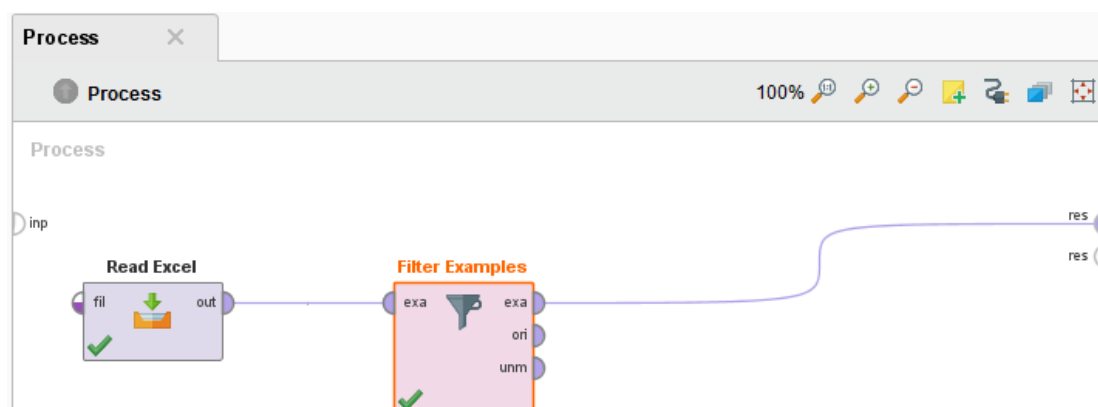 Process
Process
100%
Process
inp
res
res
Read Excel
Filter Examples
fil
out
exa
exa
ori
unm